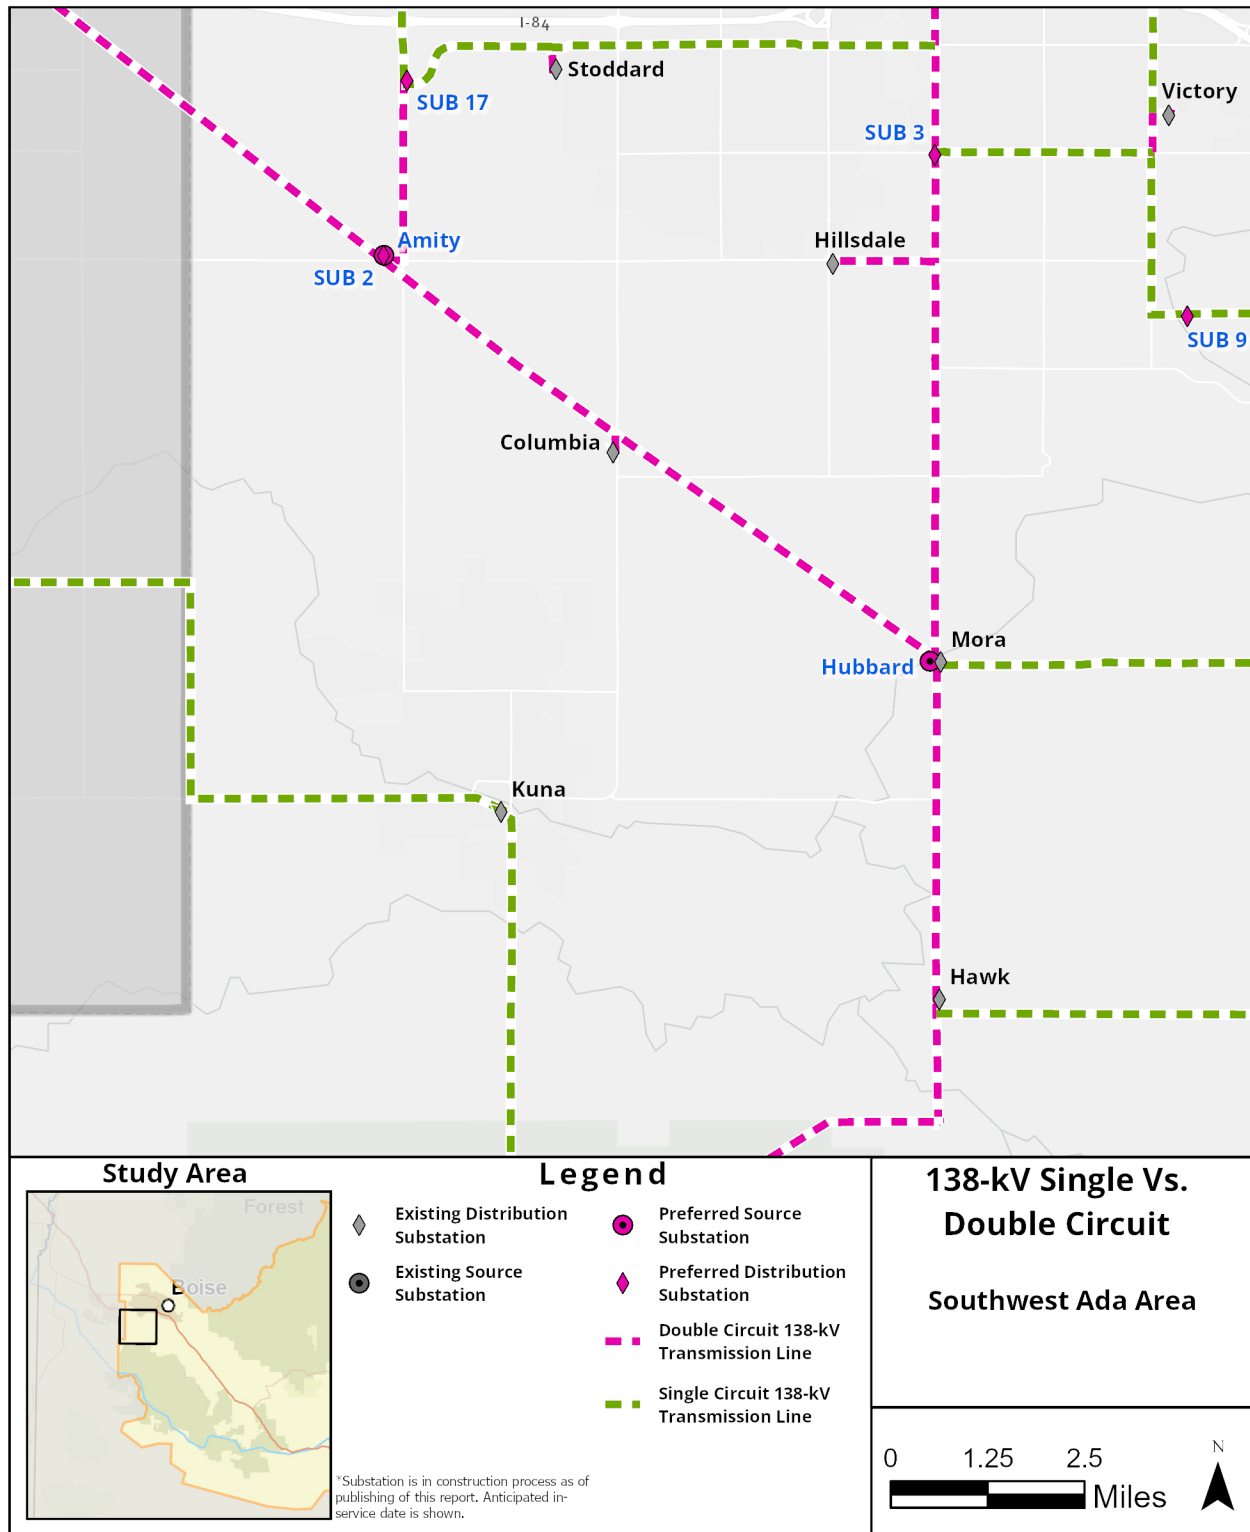 I-84
Stoddard
Victory
SUB 17
SUB 3
Amity
Hillsdale
SUB 2
SUB 9
Columbia
Mora
Hubbard
Kuna
Hawk
Study Area
Forest
Boise
Legend
Existing Distribution
Substation
Existing Source
Substation
Preferred Source
Substation
Preferred Distribution
Substation
Double Circuit 138-kV
Transmission Line
Single Circuit 138-kV
Transmission Line
*Substation is in construction process as of
publishing of this report. Anticipated in-
service date is shown.
138-kV Single Vs.
Double Circuit
Southwest Ada Area
0 1.25 2.5
Miles
N